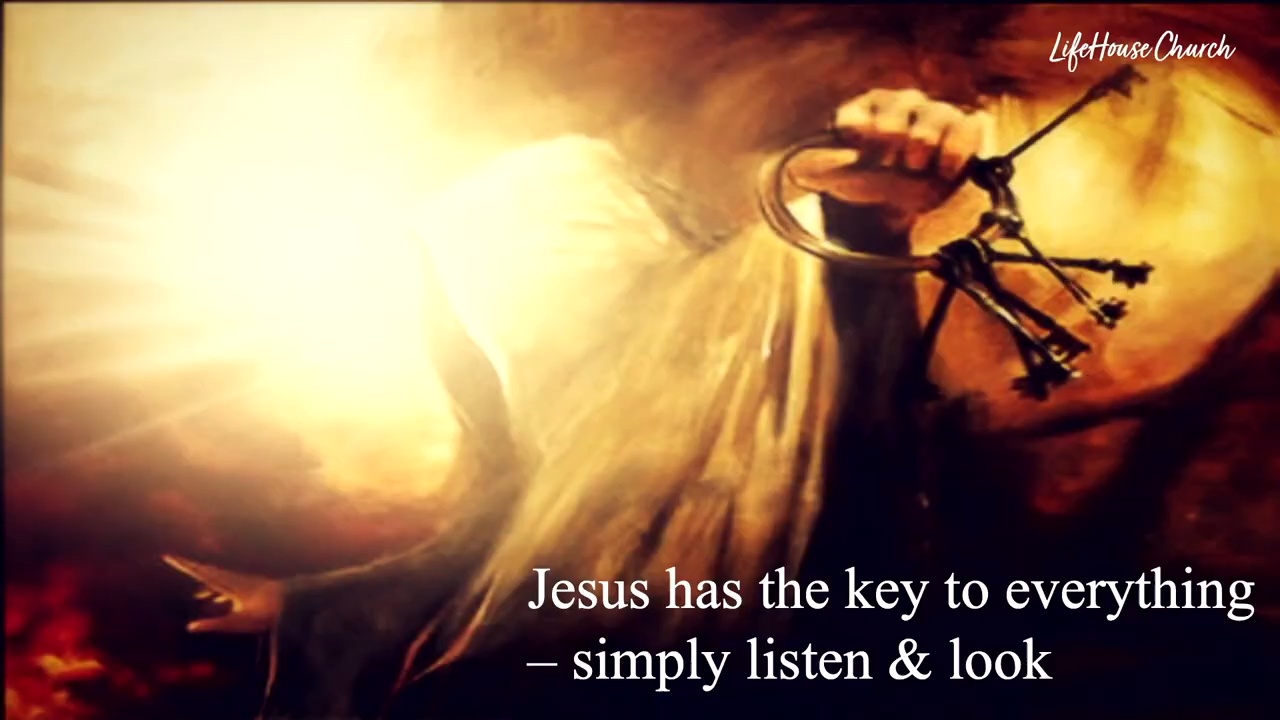 LifeHouse Church
Jesus has the key to everything
– simply listen & look